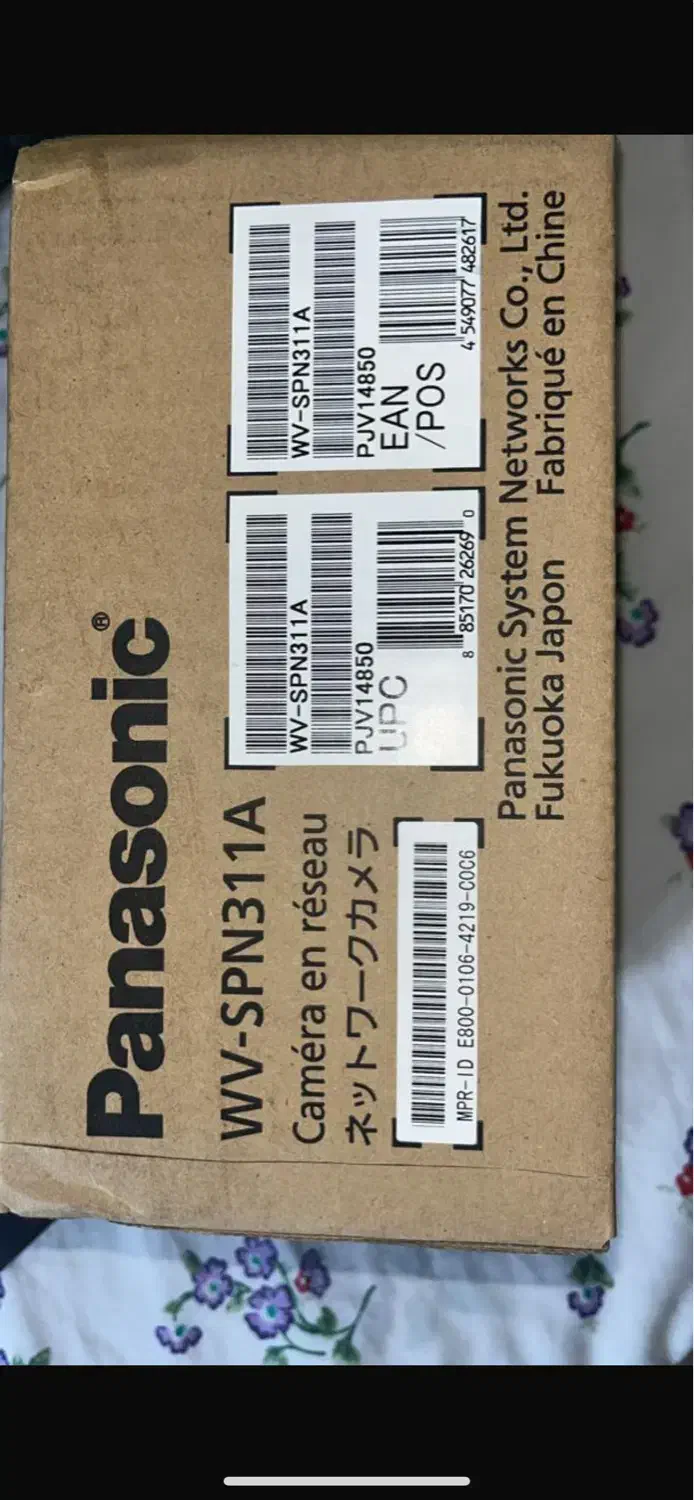 Panasonic®
WV-SPN311A
Caméra en réseau
ネットワークカメラ
MPR-ID E800-0106-4219-C0C6
WV-SPN311A
PJV14850
UPC
8 85170 26269 0
WV-SPN311A
PJV14850
EAN
/POS
4 549077 482617
Panasonic System Networks Co., Ltd.
Fukuoka Japon Fabriqué en Chine